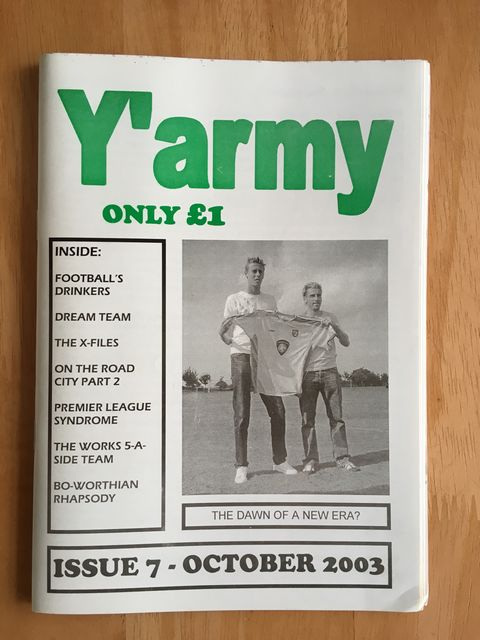 Y'army
ONLY £1
INSIDE:
FOOTBALL'S
DRINKERS
DREAM TEAM
THE X-FILES
ON THE ROAD
CITY PART 2
PREMIER LEAGUE
SYNDROME
THE WORKS 5-A-
SIDE TEAM
BO-WORTHIAN
RHAPSODY
THE DAWN OF A NEW ERA?
ISSUE 7 - OCTOBER 2003